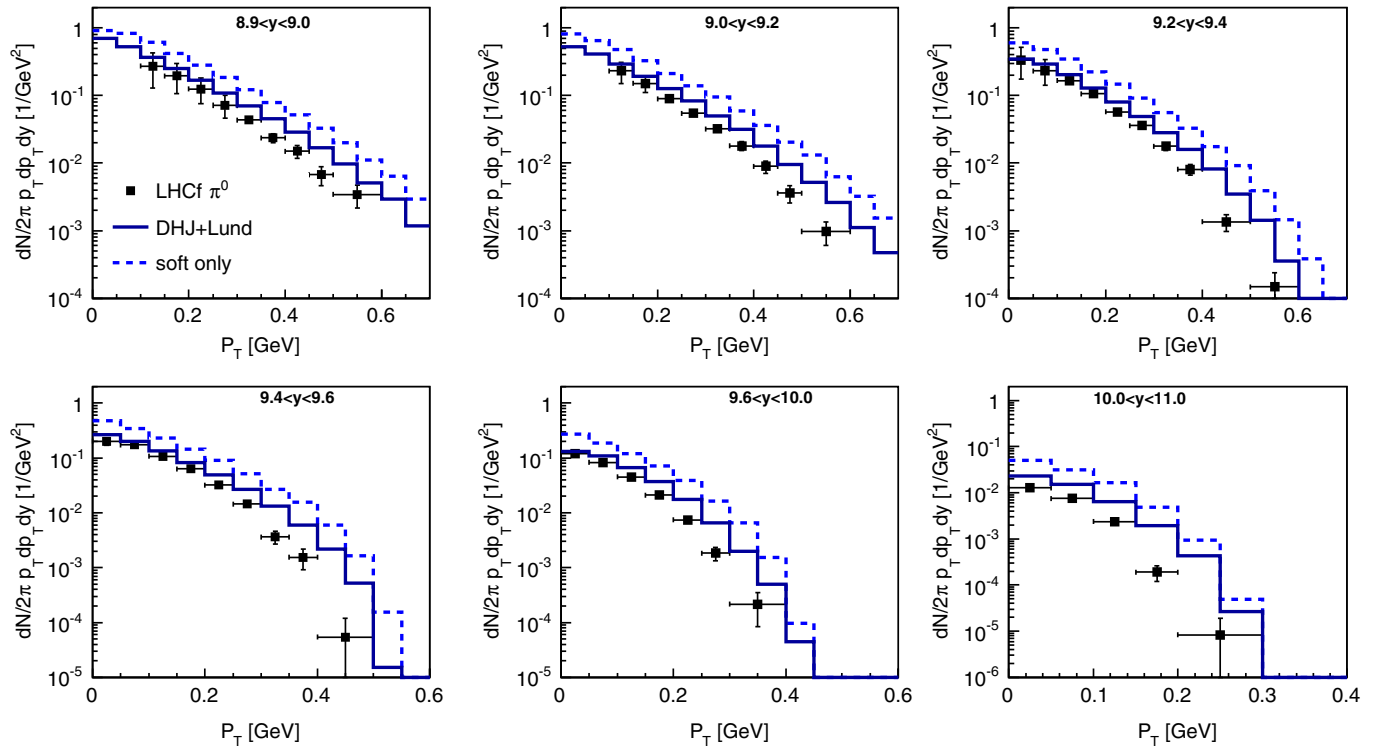 8.9<y<9.0
dN/2π p_T dp_T dy [1/GeV^2]
1
10^-1
10^-2
10^-3
10^-4
LHCf π^0
DHJ+Lund
soft only
0 0.2 0.4 0.6
P_T [GeV]
9.0<y<9.2
dN/2π p_T dp_T dy [1/GeV^2]
1
10^-1
10^-2
10^-3
10^-4
0 0.2 0.4 0.6
P_T [GeV]
9.2<y<9.4
dN/2π p_T dp_T dy [1/GeV^2]
1
10^-1
10^-2
10^-3
10^-4
0 0.2 0.4 0.6
P_T [GeV]
9.4<y<9.6
dN/2π p_T dp_T dy [1/GeV^2]
1
10^-1
10^-2
10^-3
10^-4
10^-5
0 0.2 0.4 0.6
P_T [GeV]
9.6<y<10.0
dN/2π p_T dp_T dy [1/GeV^2]
1
10^-1
10^-2
10^-3
10^-4
10^-5
0 0.2 0.4 0.6
P_T [GeV]
10.0<y<11.0
dN/2π p_T dp_T dy [1/GeV^2]
1
10^-1
10^-2
10^-3
10^-4
10^-5
10^-6
0 0.1 0.2 0.3 0.4
P_T [GeV]